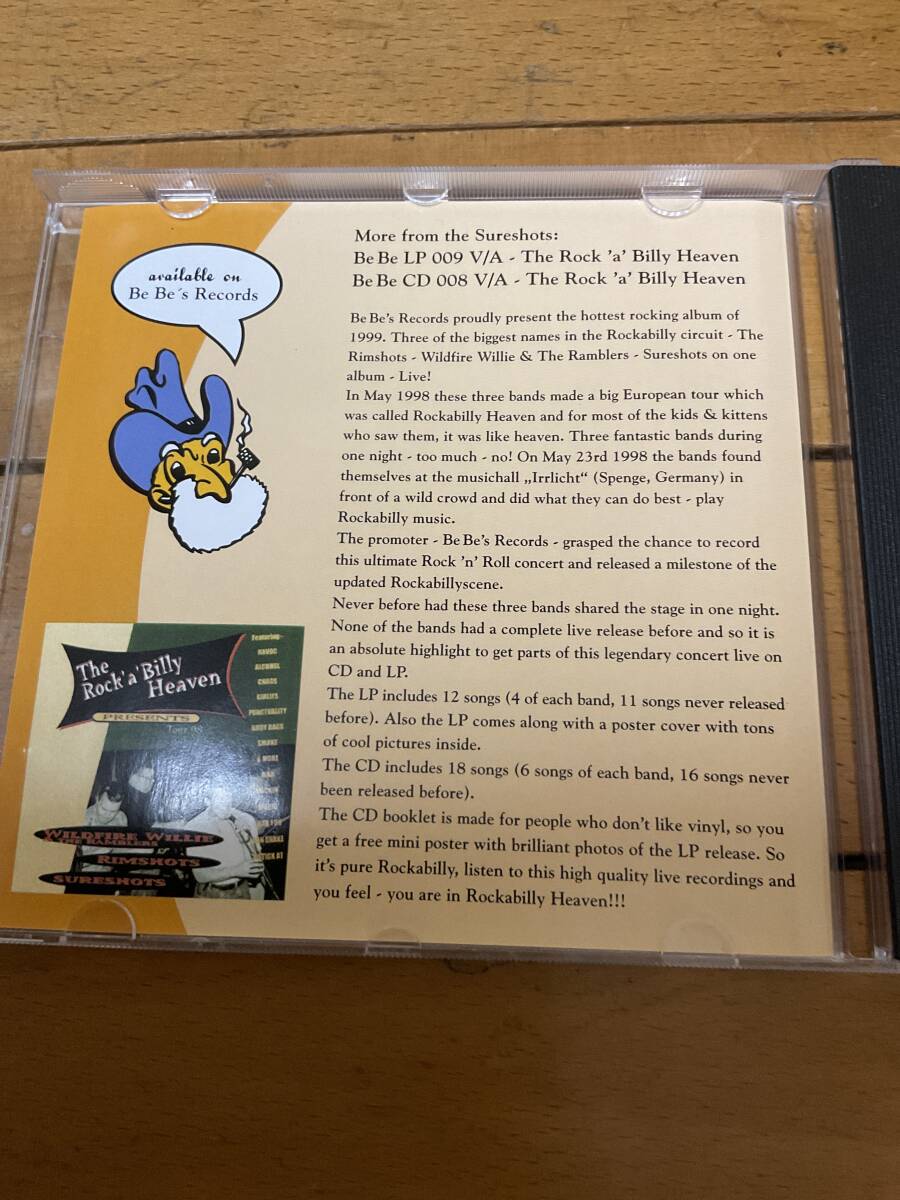 available on
Be Be´s Records
More from the Sureshots:
Be Be LP 009 V/A - The Rock 'a' Billy Heaven
Be Be CD 008 V/A - The Rock 'a' Billy Heaven
Be Be's Records proudly present the hottest rocking album of
1999. Three of the biggest names in the Rockabilly circuit - The
Rimshots - Wildfire Willie & The Ramblers - Sureshots on one
album - Live!
In May 1998 these three bands made a big European tour which
was called Rockabilly Heaven and for most of the kids & kittens
who saw them, it was like heaven. Three fantastic bands during
one night - too much - no! On May 23rd 1998 the bands found
themselves at the musichall „Irrlicht“ (Spenge, Germany) in
front of a wild crowd and did what they can do best - play
Rockabilly music.
The promoter - Be Be's Records - grasped the chance to record
this ultimate Rock 'n' Roll concert and released a milestone of the
updated Rockabillyscene.
Never before had these three bands shared the stage in one night.
None of the bands had a complete live release before and so it is
an absolute highlight to get parts of this legendary concert live on
CD and LP.
The LP includes 12 songs (4 of each band, 11 songs never released
before). Also the LP comes along with a poster cover with tons
of cool pictures inside.
The CD includes 18 songs (6 songs of each band, 16 songs never
been released before).
The CD booklet is made for people who don't like vinyl, so you
get a free mini poster with brilliant photos of the LP release. So
it's pure Rockabilly, listen to this high quality live recordings and
you feel - you are in Rockabilly Heaven!!!
The
Rock'a'Billy
Heaven
PRESENTS
Tour 98
Featuring
HAVOC
ALCOHOL
CHAOS
GIRLIES
PUNCTUALITY
BODY BAGS
SMOKE
& MORE
WILDFIRE WILLIE
& THE RAMBLERS
RIMSHOTS
SURESHOTS